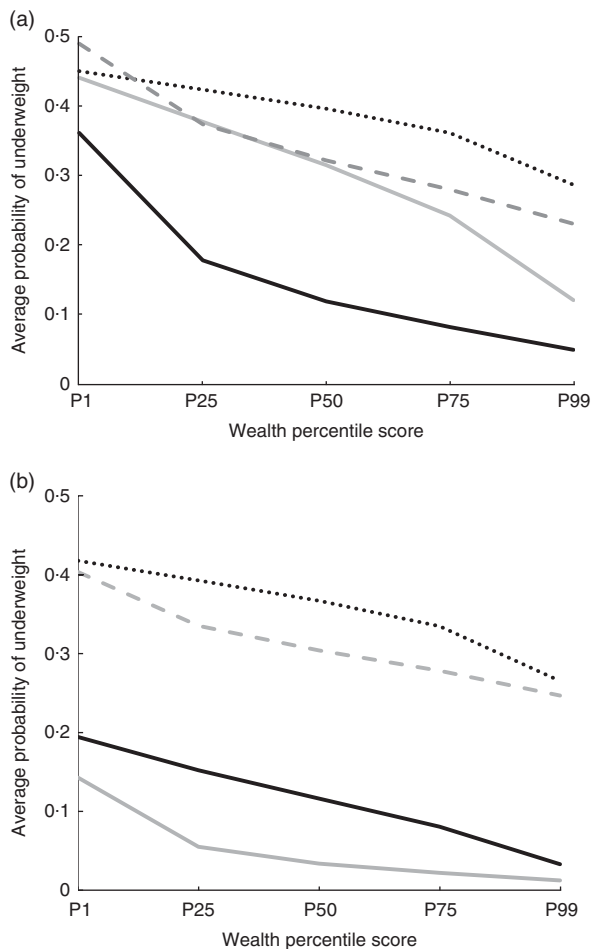 (a)
0·5
0·4
0·3
0·2
0·1
0
Average probability of underweight
P1 P25 P50 P75 P99
Wealth percentile score
(b)
0·5
0·4
0·3
0·2
0·1
0
Average probability of underweight
P1 P25 P50 P75 P99
Wealth percentile score